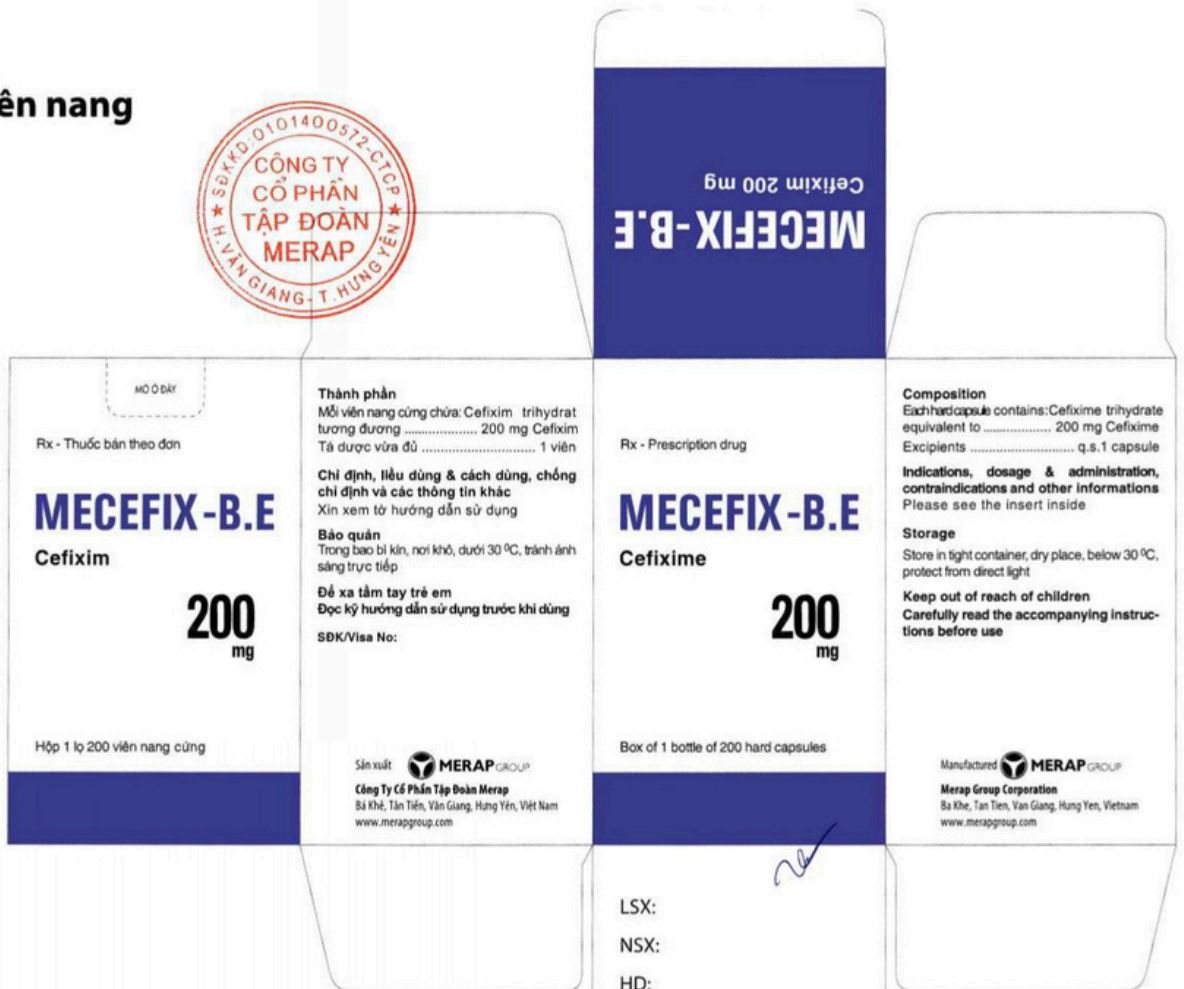 ên nang
SĐKKD:0101400572-CTCP
CÔNG TY
CỔ PHẦN
TẬP ĐOÀN
MERAP
★ H.VĂN GIANG- T.HƯNG YÊN ★
Cefixim 200 mg
MECEFIX-B.E
MỞ Ở ĐÂY
Rx - Thuốc bán theo đơn
MECEFIX-B.E
Cefixim
200
mg
Hộp 1 lọ 200 viên nang cứng
Thành phần
Mỗi viên nang cứng chứa: Cefixim trihydrat
tương đương .................... 200 mg Cefixim
Tá dược vừa đủ ............................... 1 viên
Chỉ định, liều dùng & cách dùng, chống
chỉ định và các thông tin khác
Xin xem tờ hướng dẫn sử dụng
Bảo quản
Trong bao bì kín, nơi khô, dưới 30 ⁰C, tránh ánh
sáng trực tiếp
Để xa tầm tay trẻ em
Đọc kỹ hướng dẫn sử dụng trước khi dùng
SĐK/Visa No:
Sản xuất MERAP GROUP
Công Ty Cổ Phần Tập Đoàn Merap
Bá Khê, Tân Tiến, Văn Giang, Hưng Yên, Việt Nam
www.merapgroup.com
Rx - Prescription drug
MECEFIX-B.E
Cefixime
200
mg
Box of 1 bottle of 200 hard capsules
Composition
Each hard capsule contains: Cefixime trihydrate
equivalent to .................. 200 mg Cefixime
Excipients ............................ q.s.1 capsule
Indications, dosage & administration,
contraindications and other informations
Please see the insert inside
Storage
Store in tight container, dry place, below 30 ⁰C,
protect from direct light
Keep out of reach of children
Carefully read the accompanying instruc-
tions before use
Manufactured MERAP GROUP
Merap Group Corporation
Ba Khe, Tan Tien, Van Giang, Hung Yen, Vietnam
www.merapgroup.com
LSX:
NSX:
HD: